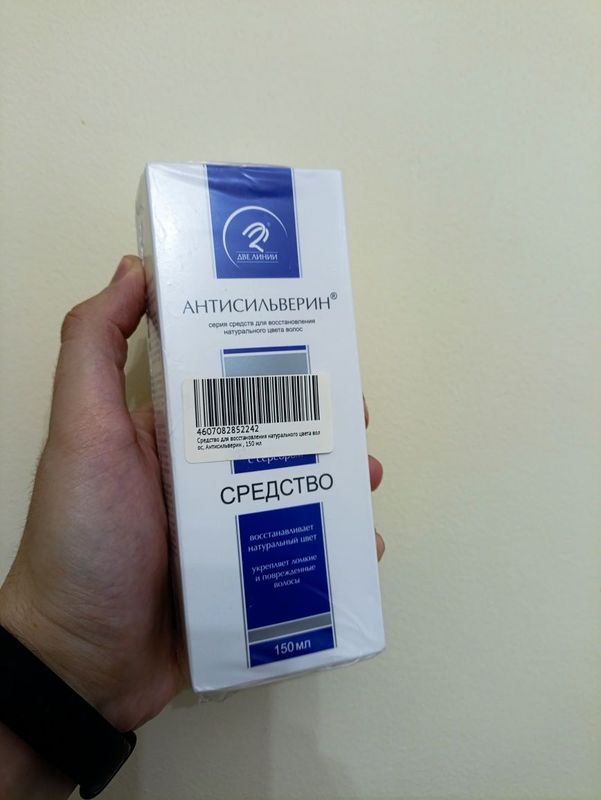 ДВЕ ЛИНИИ
АНТИСИЛЬВЕРИН®
серия средств для восстановления
натурального цвета волос
4607082852242
Средство для восстановления натурального цвета вол
ос, Антисильверин , 150 мл
с серебром
СРЕДСТВО
восстанавливает
натуральный цвет
укрепляет ломкие
и поврежденные
волосы
150 мл